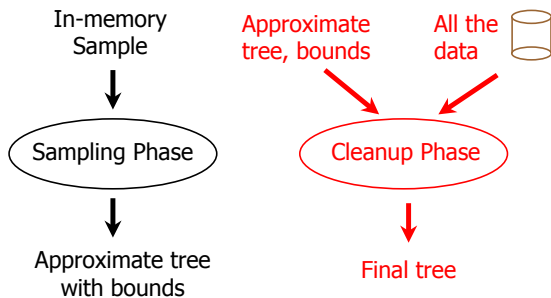 In-memory
Sample
Sampling Phase
Approximate tree
with bounds
Approximate
tree, bounds
All the
data
Cleanup Phase
Final tree